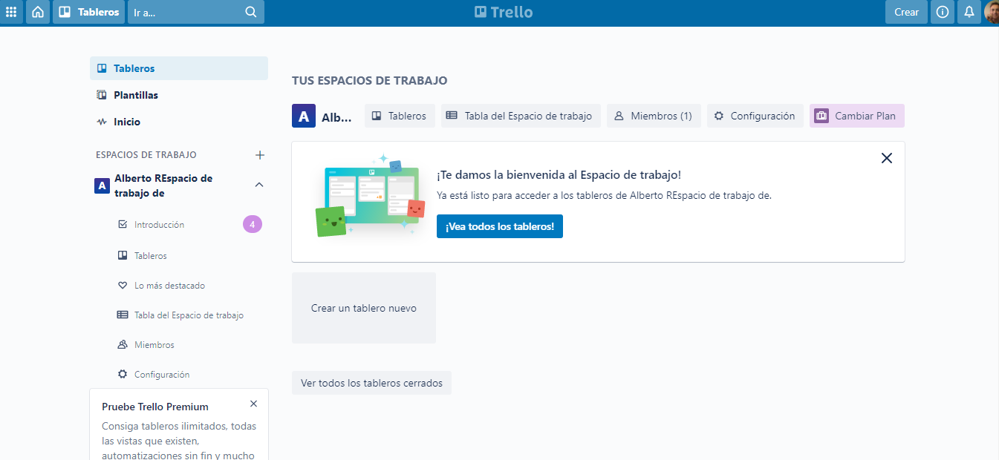 Tableros
Ir a...
Trello
Crear
Tableros
Plantillas
Inicio
ESPACIOS DE TRABAJO
A
Alberto REspacio de
trabajo de
Introducción
4
Tableros
Lo más destacado
Tabla del Espacio de trabajo
Miembros
Configuración
Pruebe Trello Premium
Consiga tableros ilimitados, todas
las vistas que existen,
automatizaciones sin fin y mucho
TUS ESPACIOS DE TRABAJO
A
Alb...
Tableros
Tabla del Espacio de trabajo
Miembros (1)
Configuración
Cambiar Plan
¡Te damos la bienvenida al Espacio de trabajo!
Ya está listo para acceder a los tableros de Alberto REspacio de trabajo de.
¡Vea todos los tableros!
Crear un tablero nuevo
Ver todos los tableros cerrados